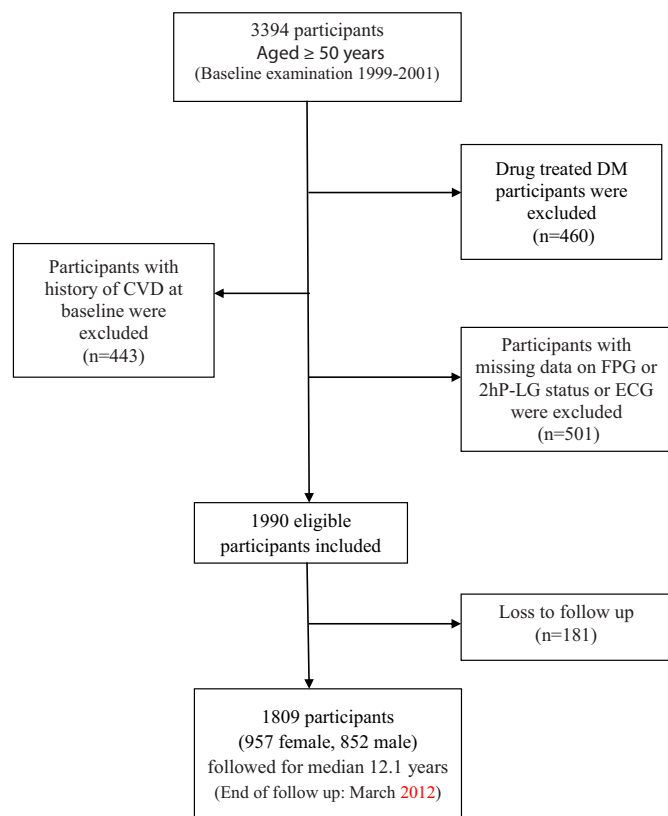 3394 participants
Aged ≥ 50 years
(Baseline examination 1999-2001)
Drug treated DM
participants were
excluded
(n=460)
Participants with
history of CVD at
baseline were
excluded
(n=443)
Participants with
missing data on FPG or
2hP-LG status or ECG
were excluded
(n=501)
1990 eligible
participants included
Loss to follow up
(n=181)
1809 participants
(957 female, 852 male)
followed for median 12.1 years
(End of follow up: March 2012)